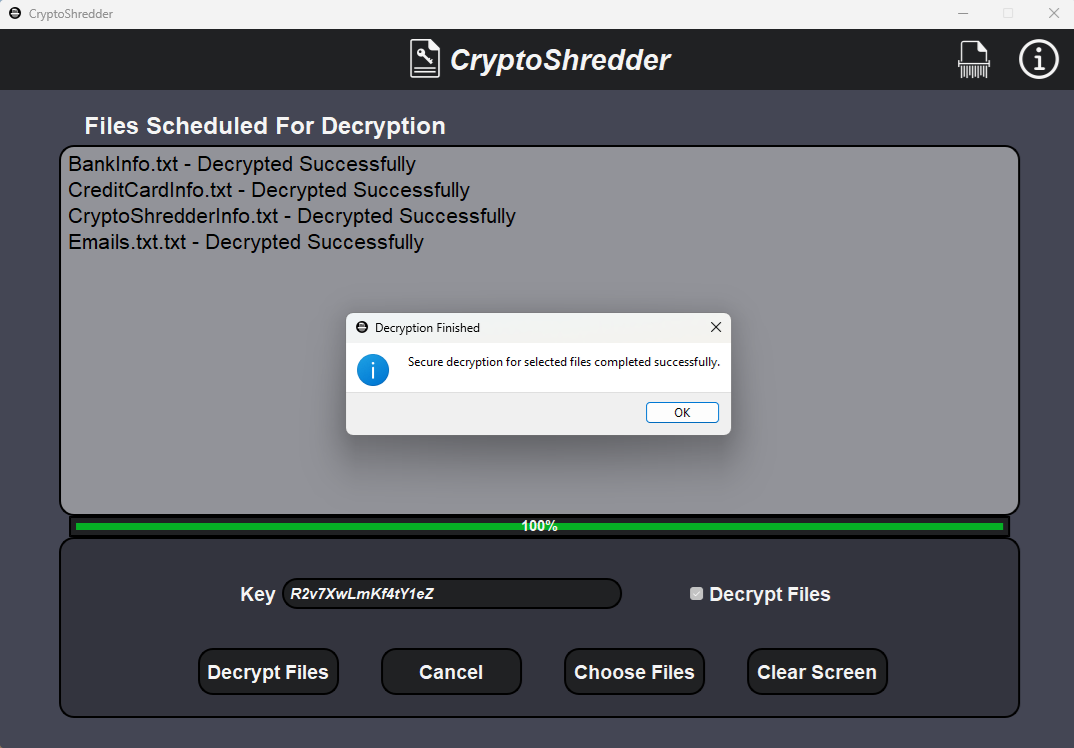 CryptoShredder
CryptoShredder
Files Scheduled For Decryption
BankInfo.txt - Decrypted Successfully
CreditCardInfo.txt - Decrypted Successfully
CryptoShredderInfo.txt - Decrypted Successfully
Emails.txt.txt - Decrypted Successfully
Decryption Finished
Secure decryption for selected files completed successfully.
OK
100%
Key R2v7XwLmKf4tY1eZ Decrypt Files
Decrypt Files Cancel Choose Files Clear Screen